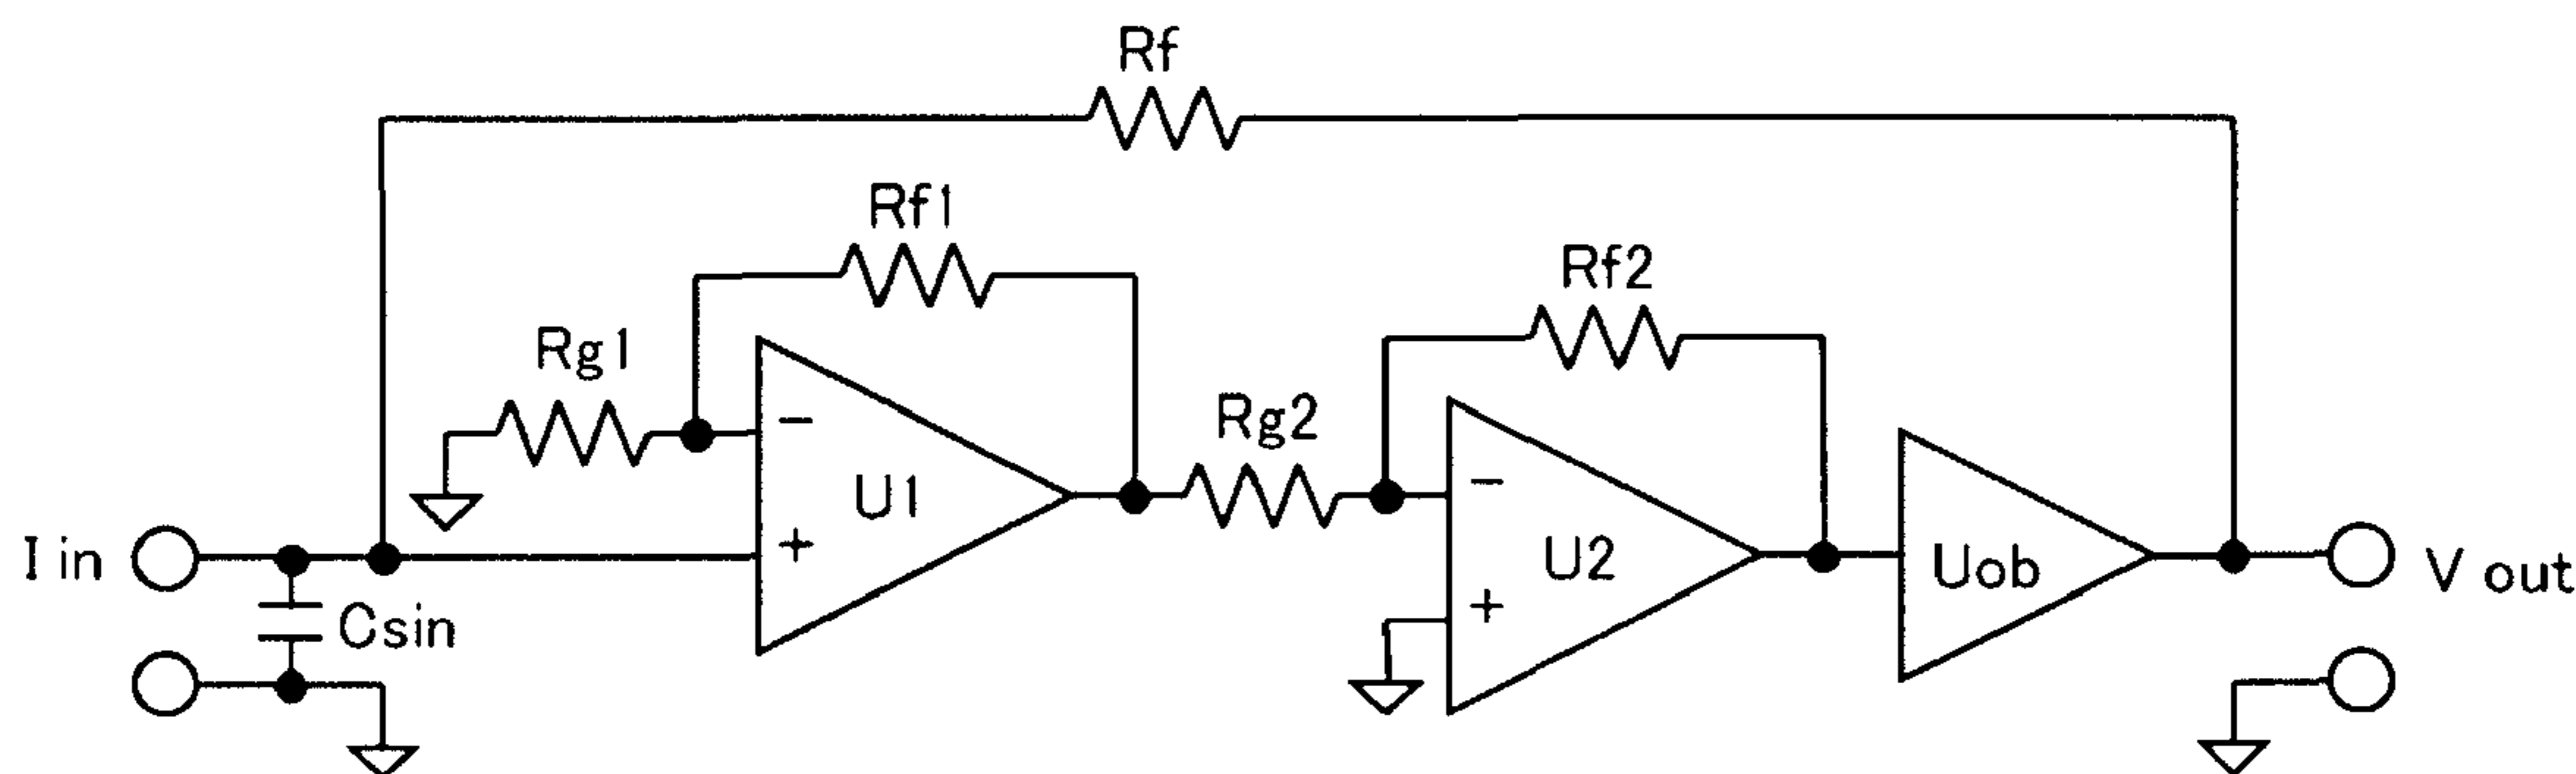 Rf
Rf1
Rf2
Rg1
Rg2
−
+
U1
−
+
U2
Uob
I in
Csin
V out